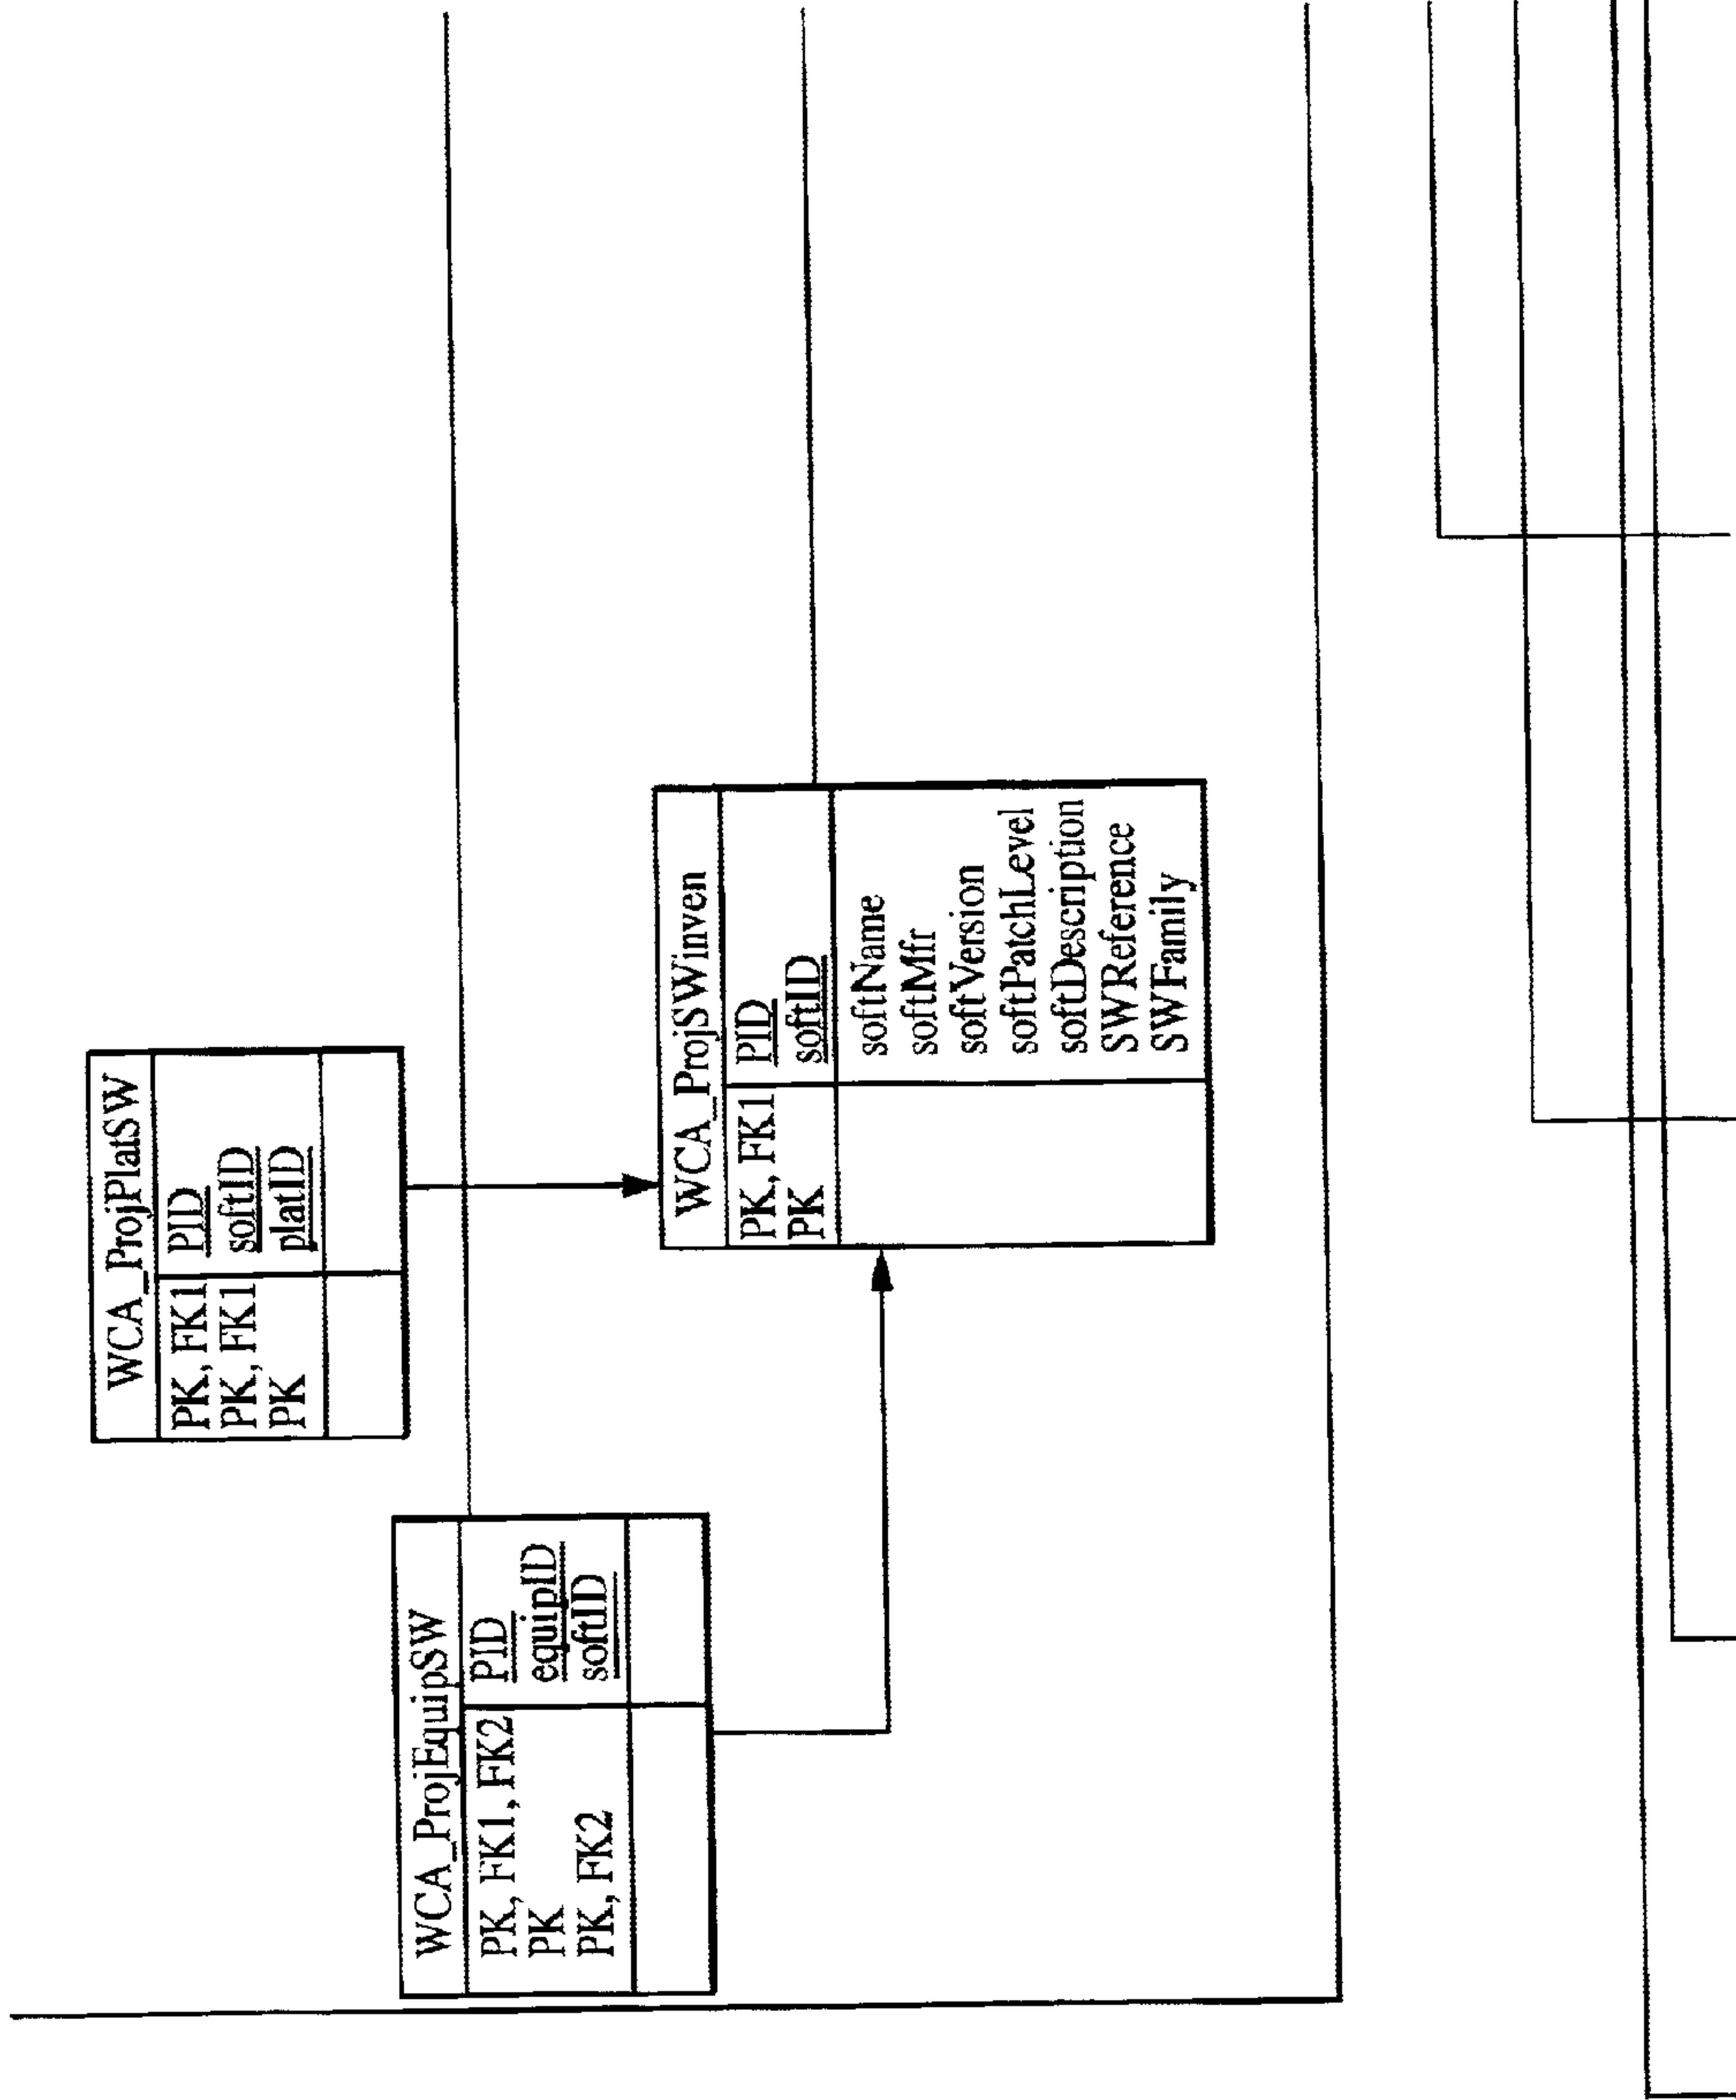 WCA_ProjPlatSW
PK, FK1 PID
PK, FK1 softID
PK platID
WCA_ProjEquipSW
PK, FK1, FK2 PID
PK equipID
PK, FK2 softID
WCA_ProjSWinven
PK, FK1 PID
PK softID
softName
softMfr
softVersion
softPatchLevel
softDescription
SWReference
SWFamily